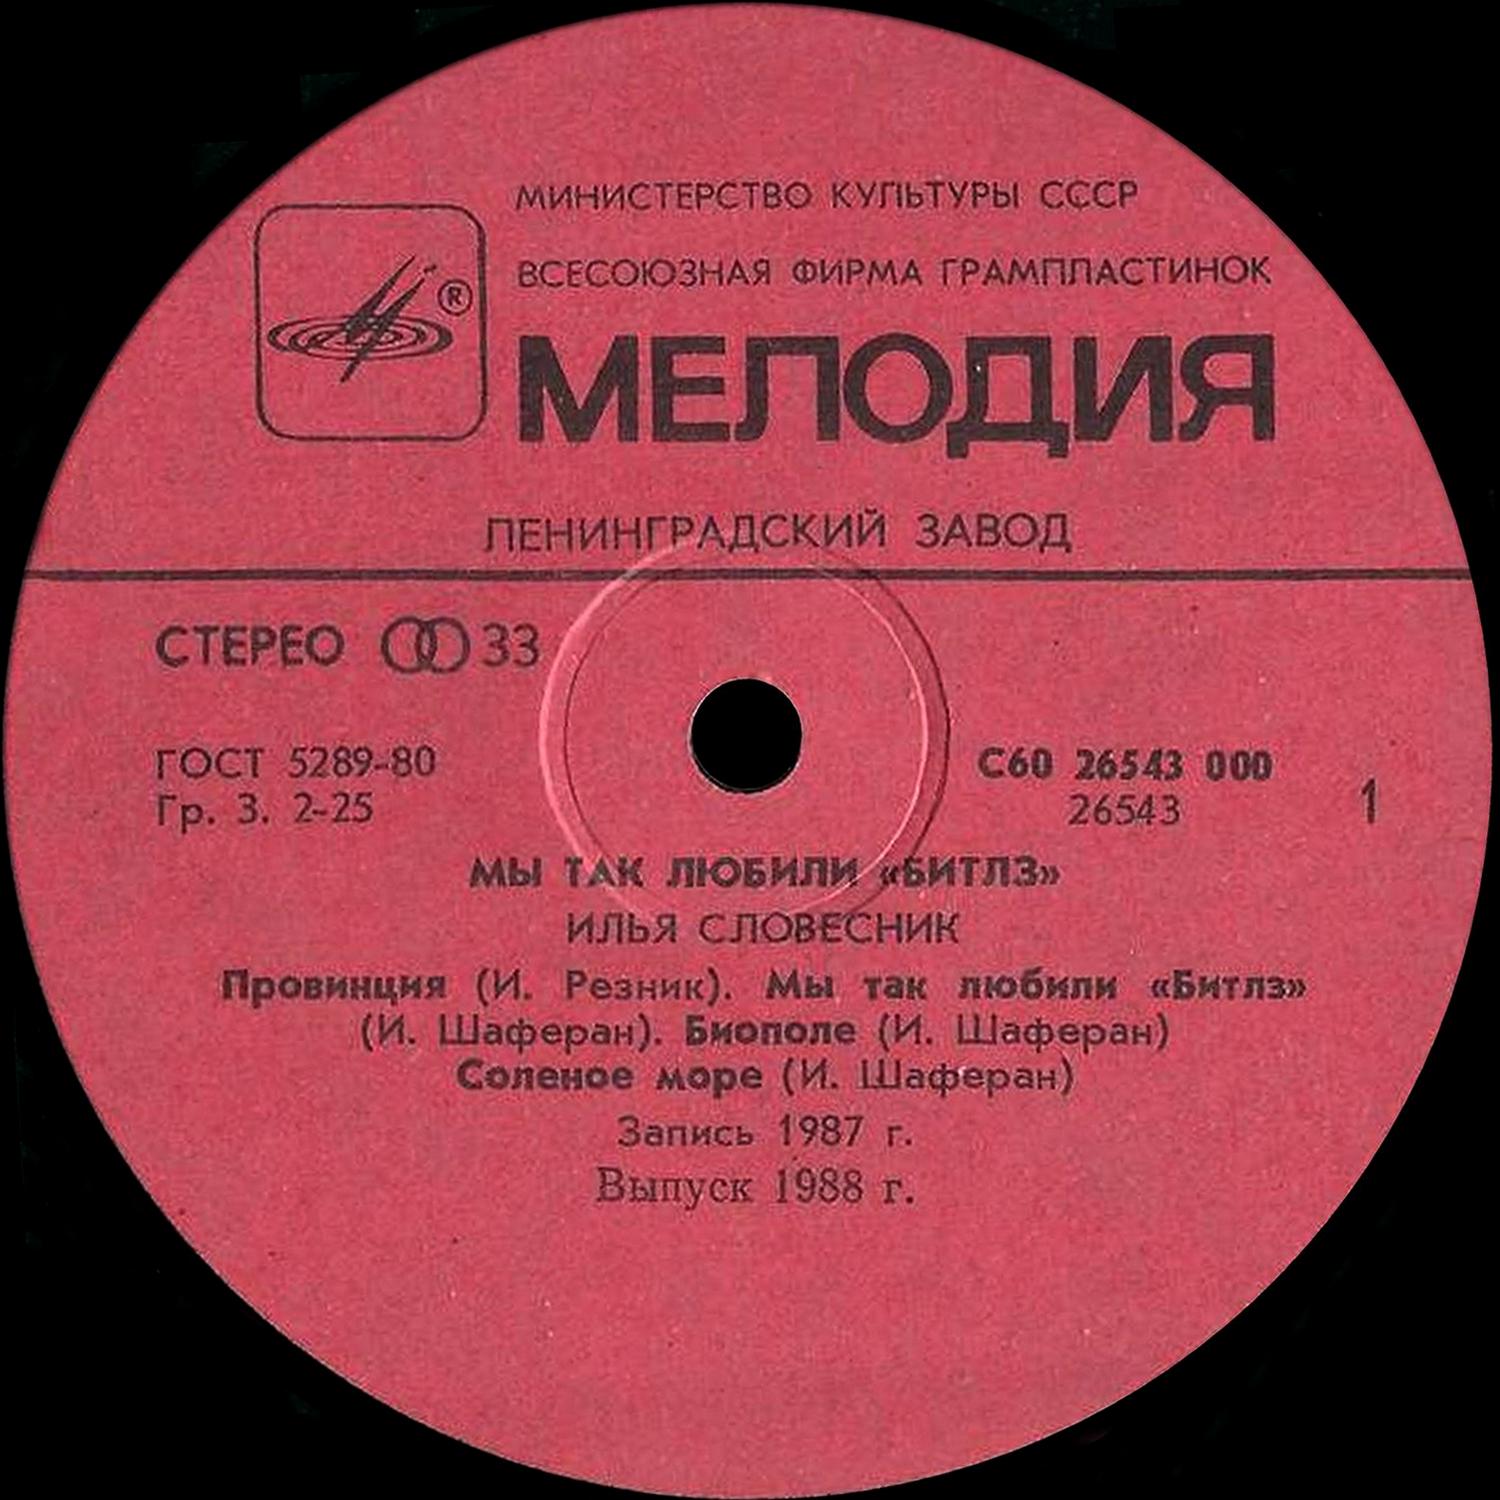 МИНИСТЕРСТВО КУЛЬТУРЫ СССР
ВСЕСОЮЗНАЯ ФИРМА ГРАМПЛАСТИНОК
®
МЕЛОДИЯ
ЛЕНИНГРАДСКИЙ ЗАВОД
СТЕРЕО 33
ГОСТ 5289-80
Гр. 3. 2-25
С60 26543 000
26543
1
МЫ ТАК ЛЮБИЛИ «БИТЛЗ»
ИЛЬЯ СЛОВЕСНИК
Провинция (И. Резник). Мы так любили «Битлз»
(И. Шаферан). Биополе (И. Шаферан)
Соленое море (И. Шаферан)
Запись 1987 г.
Выпуск 1988 г.